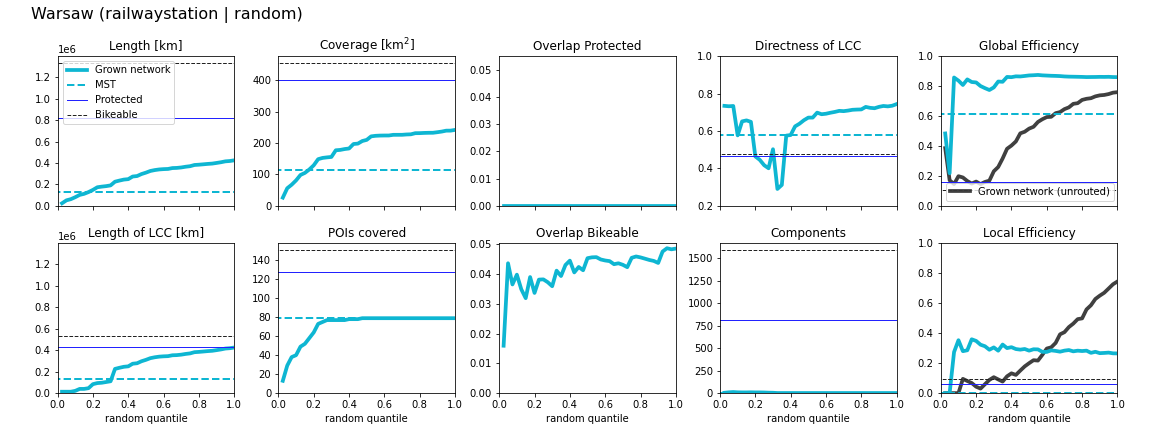 Warsaw (railwaystation | random)
Length [km]
1e6
1.2
1.0
0.8
0.6
0.4
0.2
0.0
Grown network
MST
Protected
Bikeable
Coverage [km²]
400
300
200
100
0
Overlap Protected
0.05
0.04
0.03
0.02
0.01
0.00
Directness of LCC
1.0
0.8
0.6
0.4
0.2
Global Efficiency
1.0
0.8
0.6
0.4
0.2
0.0
Grown network (unrouted)
Length of LCC [km]
1e6
1.2
1.0
0.8
0.6
0.4
0.2
0.0
0.0 0.2 0.4 0.6 0.8 1.0
random quantile
POIs covered
140
120
100
80
60
40
20
0
0.0 0.2 0.4 0.6 0.8 1.0
random quantile
Overlap Bikeable
0.05
0.04
0.03
0.02
0.01
0.00
0.0 0.2 0.4 0.6 0.8 1.0
random quantile
Components
1500
1250
1000
750
500
250
0
0.0 0.2 0.4 0.6 0.8 1.0
random quantile
Local Efficiency
1.0
0.8
0.6
0.4
0.2
0.0
0.0 0.2 0.4 0.6 0.8 1.0
random quantile